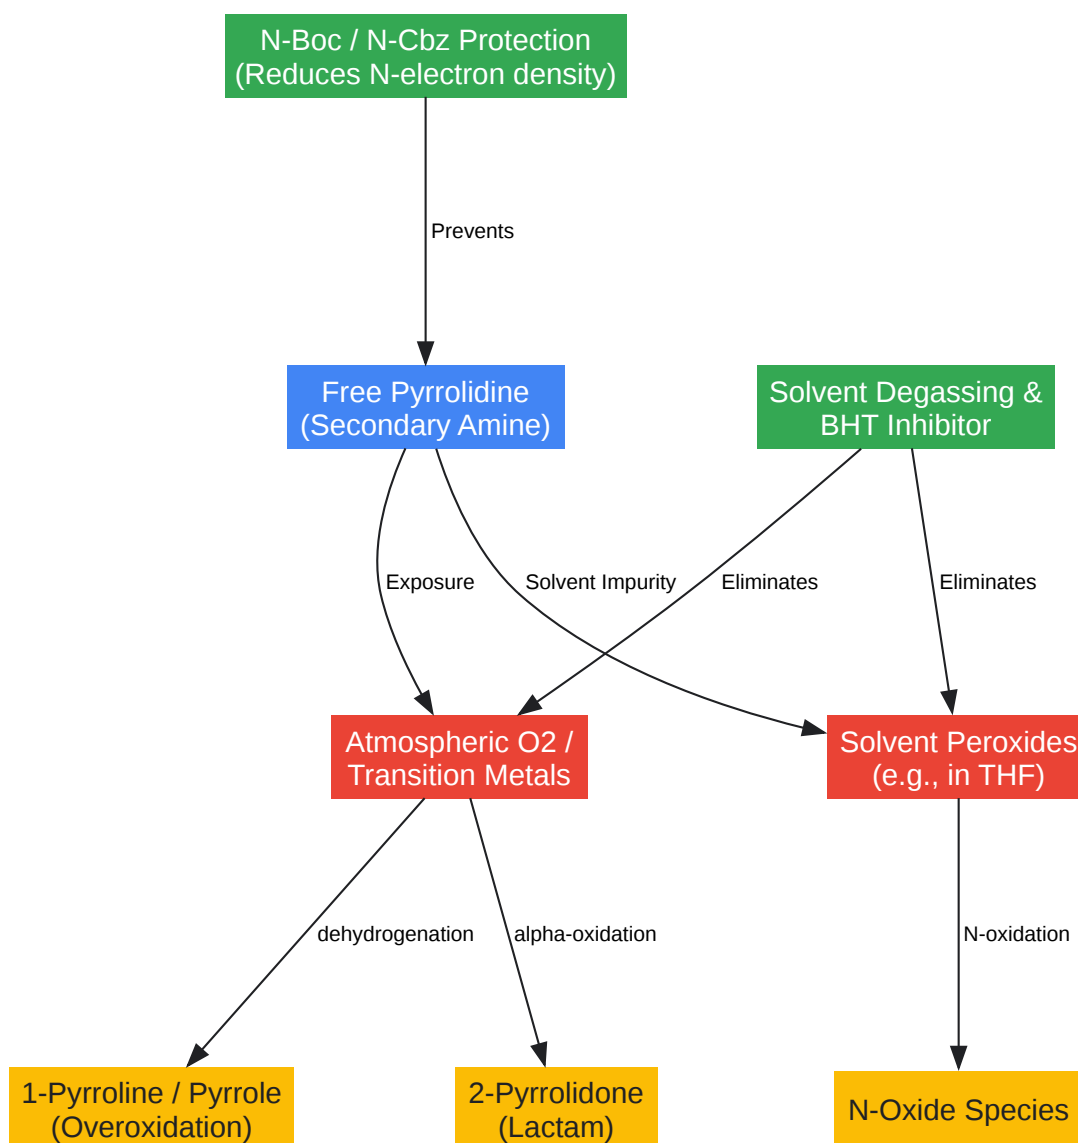 N-Boc / N-Cbz Protection
(Reduces N-electron density)
Prevents
Free Pyrrolidine
(Secondary Amine)
Solvent Degassing &
BHT Inhibitor
Exposure
Solvent Impurity
Eliminates
Eliminates
Atmospheric O2 /
Transition Metals
Solvent Peroxides
(e.g., in THF)
dehydrogenation
alpha-oxidation
N-oxidation
1-Pyrroline / Pyrrole
(Overoxidation)
2-Pyrrolidone
(Lactam)
N-Oxide Species